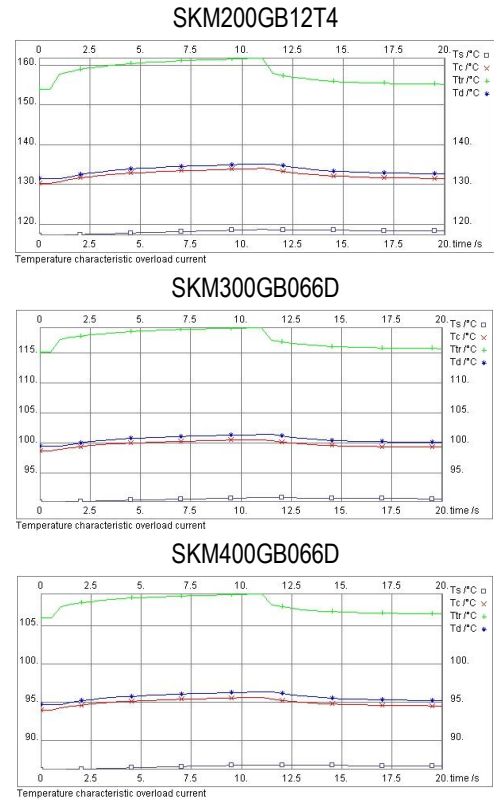 SKM200GB12T4
0 2.5 5. 7.5 10. 12.5 15. 17.5 20. Ts /°C
160. Tc /°C
Ttr /°C
Td /°C
150.
140. 140.
130. 130.
120. 120.
0 2.5 5. 7.5 10. 12.5 15. 17.5 20. time /s
Temperature characteristic overload current
SKM300GB066D
0 2.5 5. 7.5 10. 12.5 15. 17.5 20. Ts /°C
Tc /°C
115. Ttr /°C
Td /°C
110. 110.
105. 105.
100. 100.
95. 95.
0 2.5 5. 7.5 10. 12.5 15. 17.5 20. time /s
Temperature characteristic overload current
SKM400GB066D
0 2.5 5. 7.5 10. 12.5 15. 17.5 20. Ts /°C
Tc /°C
105. Ttr /°C
Td /°C
100. 100.
95. 95.
90. 90.
0 2.5 5. 7.5 10. 12.5 15. 17.5 20. time /s
Temperature characteristic overload current